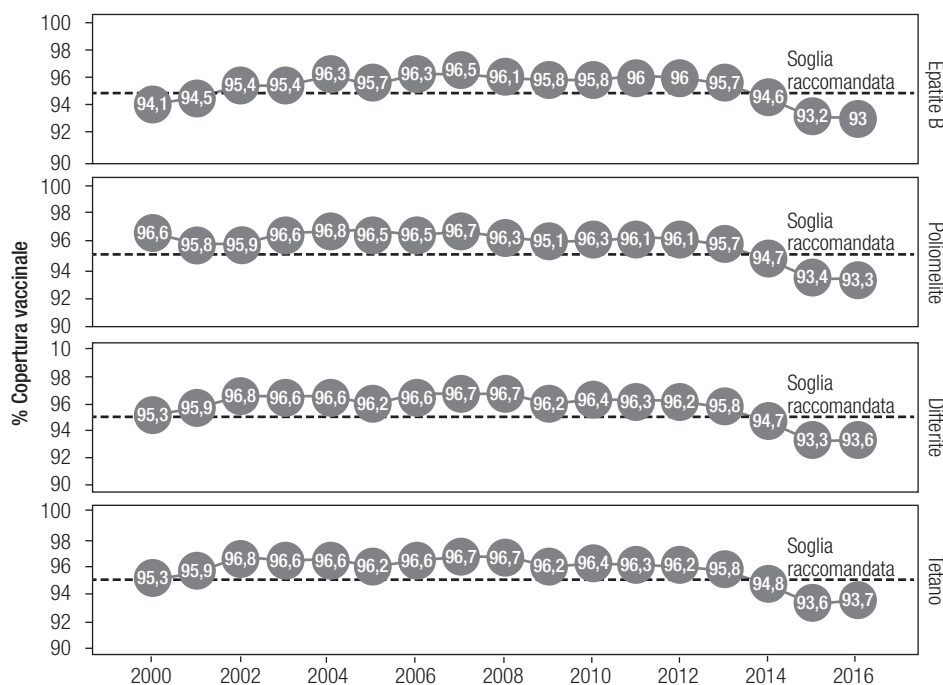 % Copertura vaccinale
100
98
96
94
92
90
94,1 94,5 95,4 95,4 96,3 95,7 96,3 96,5 96,1 95,8 95,8 96 96 95,7 94,6 93,2 93
Soglia
raccomandata
Epatite B
100
98
96
94
92
90
96,6 95,8 95,9 96,6 96,8 96,5 96,5 96,7 96,3 95,1 96,3 96,1 96,1 95,7 94,7 93,4 93,3
Soglia
raccomandata
Poliomelite
10
98
96
94
92
90
95,3 95,9 96,8 96,6 96,6 96,2 96,6 96,7 96,7 96,2 96,4 96,3 96,2 95,8 94,7 93,3 93,6
Soglia
raccomandata
Difterite
100
98
96
94
92
90
95,3 95,9 96,8 96,6 96,6 96,2 96,6 96,7 96,7 96,2 96,4 96,3 96,2 95,8 94,8 93,6 93,7
Soglia
raccomandata
Tetano
2000 2002 2004 2006 2008 2010 2012 2014 2016